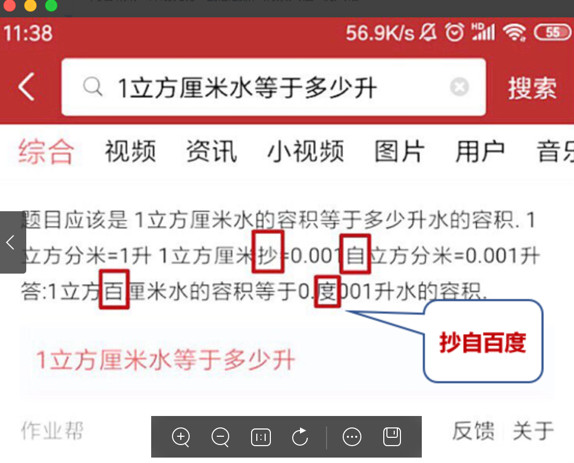 11:38 56.9K/s HD 55
1立方厘米水等于多少升 搜索
综合 视频 资讯 小视频 图片 用户 音乐
题目应该是 1立方厘米水的容积等于多少升水的容积. 1
立方分米=1升 1立方厘米抄=0.001自立方分米=0.001升
答:1立方百厘米水的容积等于0.度001升水的容积.
抄自百度
1立方厘米水等于多少升
作业帮 反馈 关于
1:1